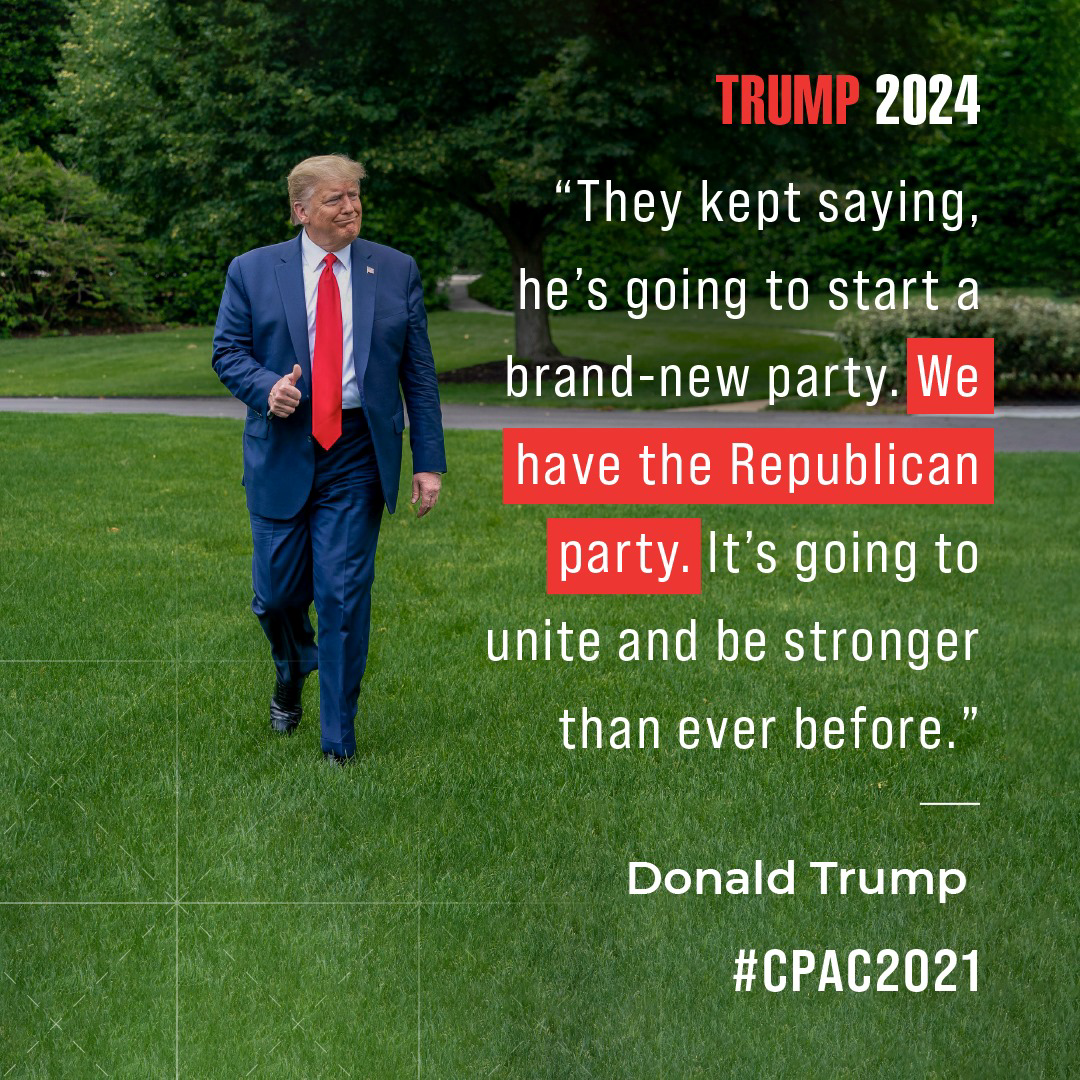 TRUMP 2024
“They kept saying,
he’s going to start a
brand-new party. We
have the Republican
party. It’s going to
unite and be stronger
than ever before.”
Donald Trump
#CPAC2021